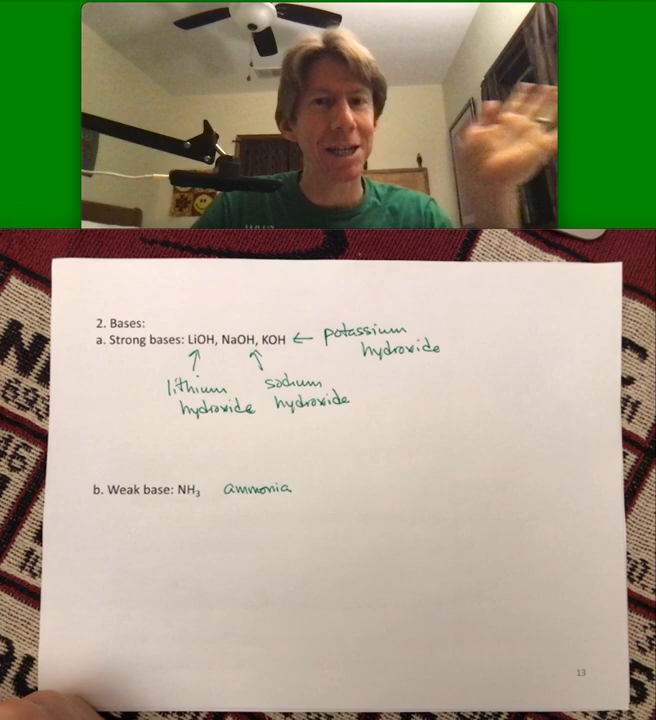 2. Bases:
a. Strong bases: LiOH, NaOH, KOH ← potassium
hydroxide
↑ ↑
lithium sodium
hydroxide hydroxide
b. Weak base: NH₃ ammonia
13